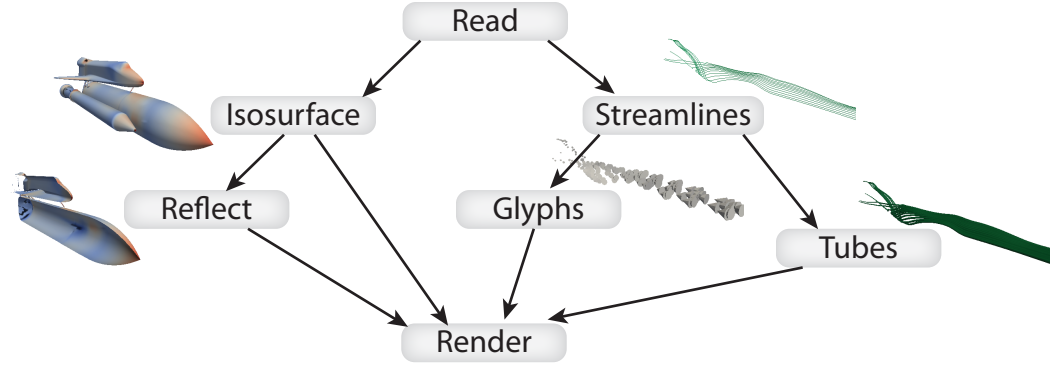 Read
Isosurface
Streamlines
Reflect
Glyphs
Tubes
Render